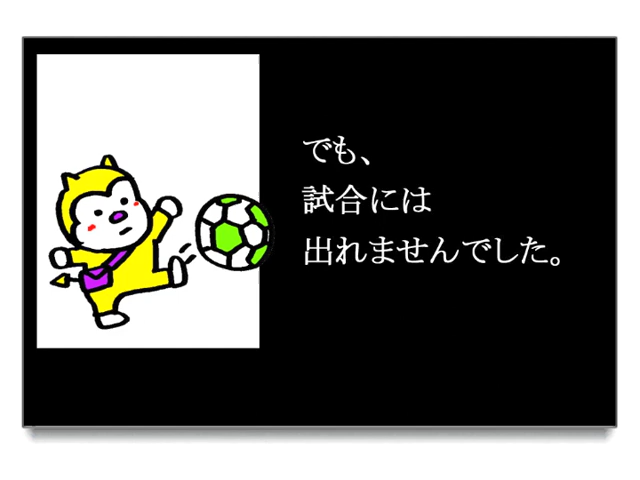 でも、
試合には
出れませんでした。